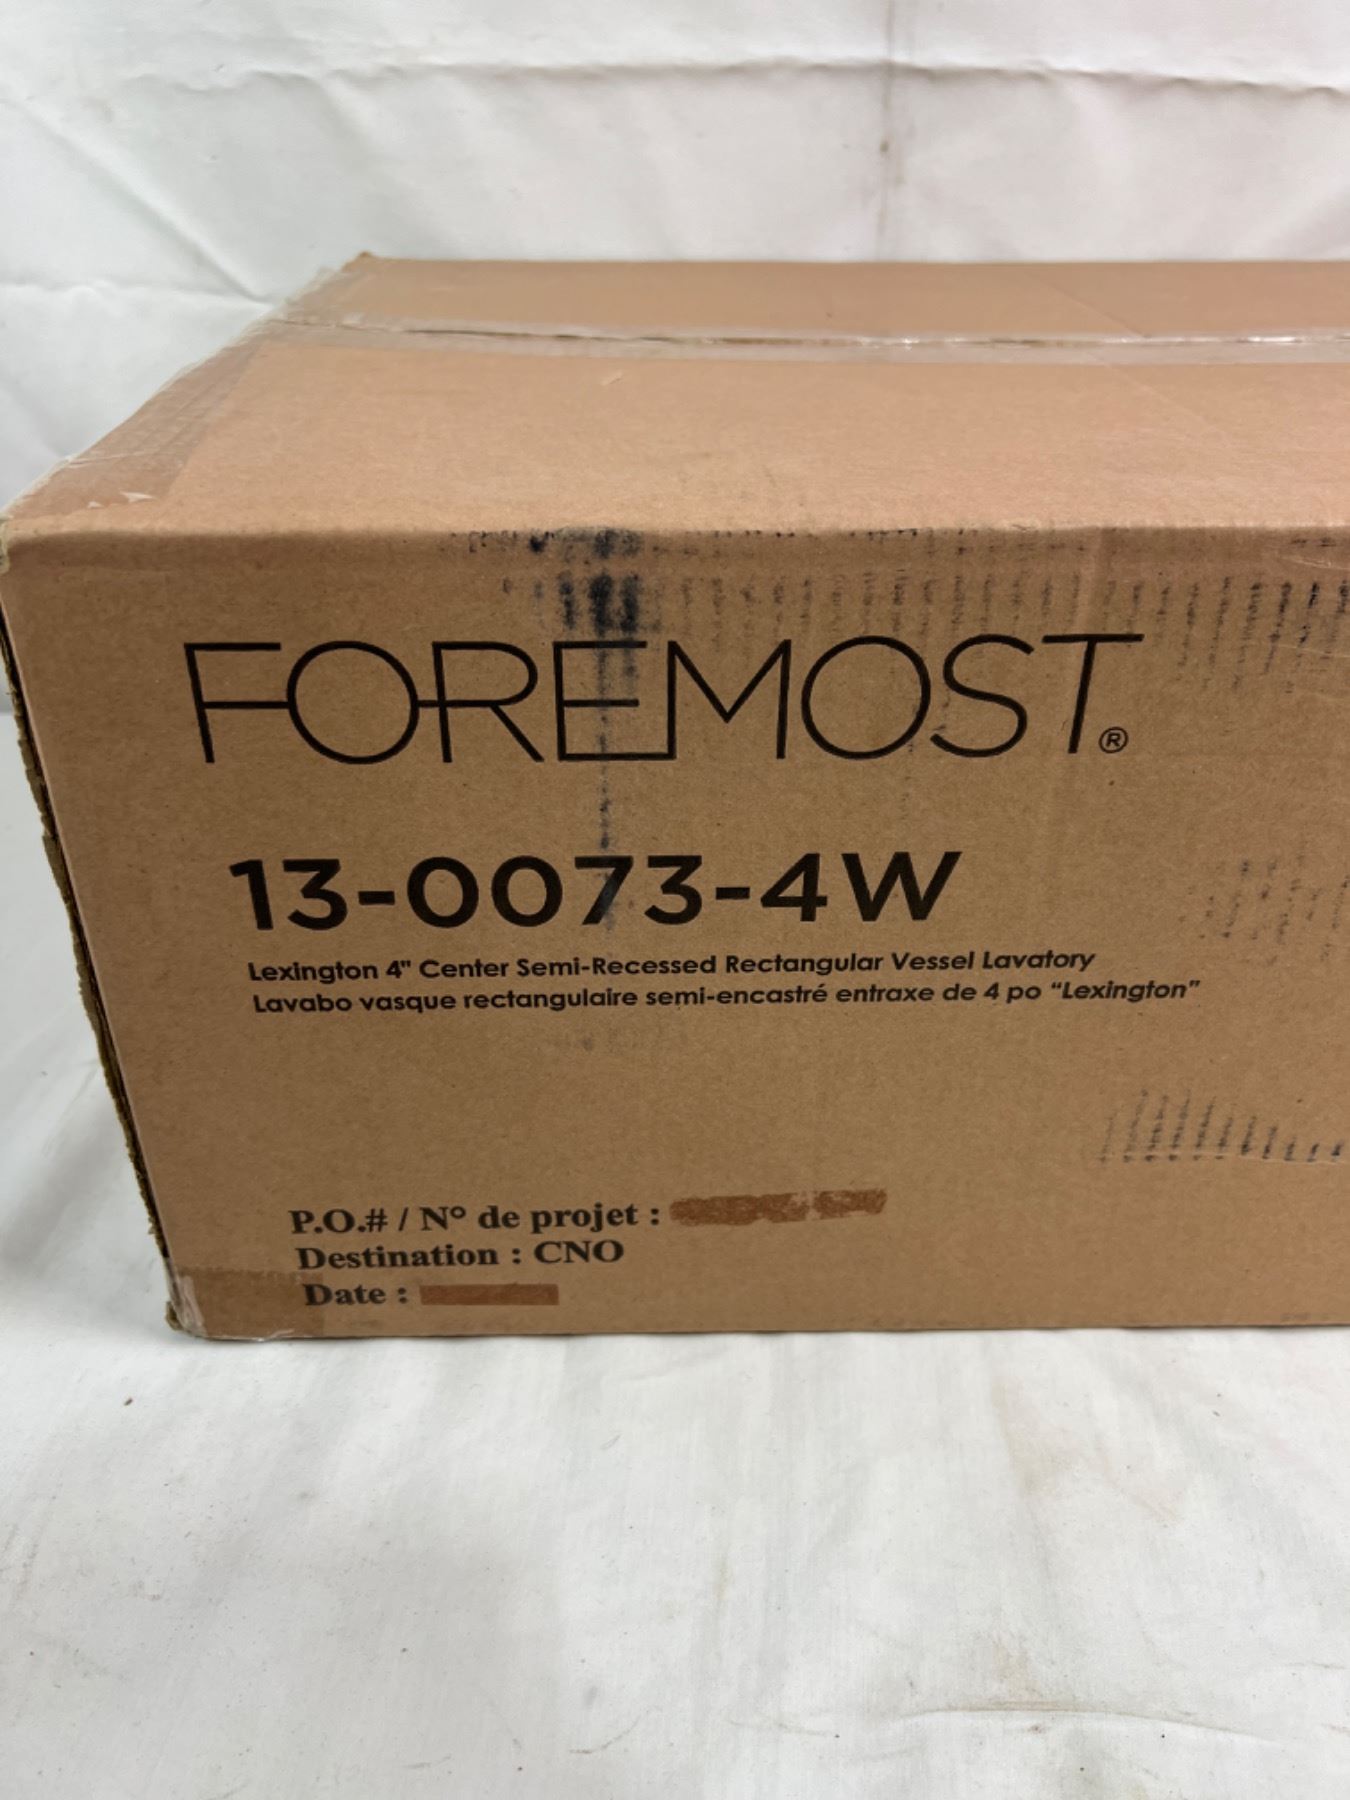 FOREMOST®
13-0073-4W
Lexington 4" Center Semi-Recessed Rectangular Vessel Lavatory
Lavabo vasque rectangulaire semi-encastré entraxe de 4 po “Lexington”
P.O.# / Nº de projet :
Destination : CNO
Date :